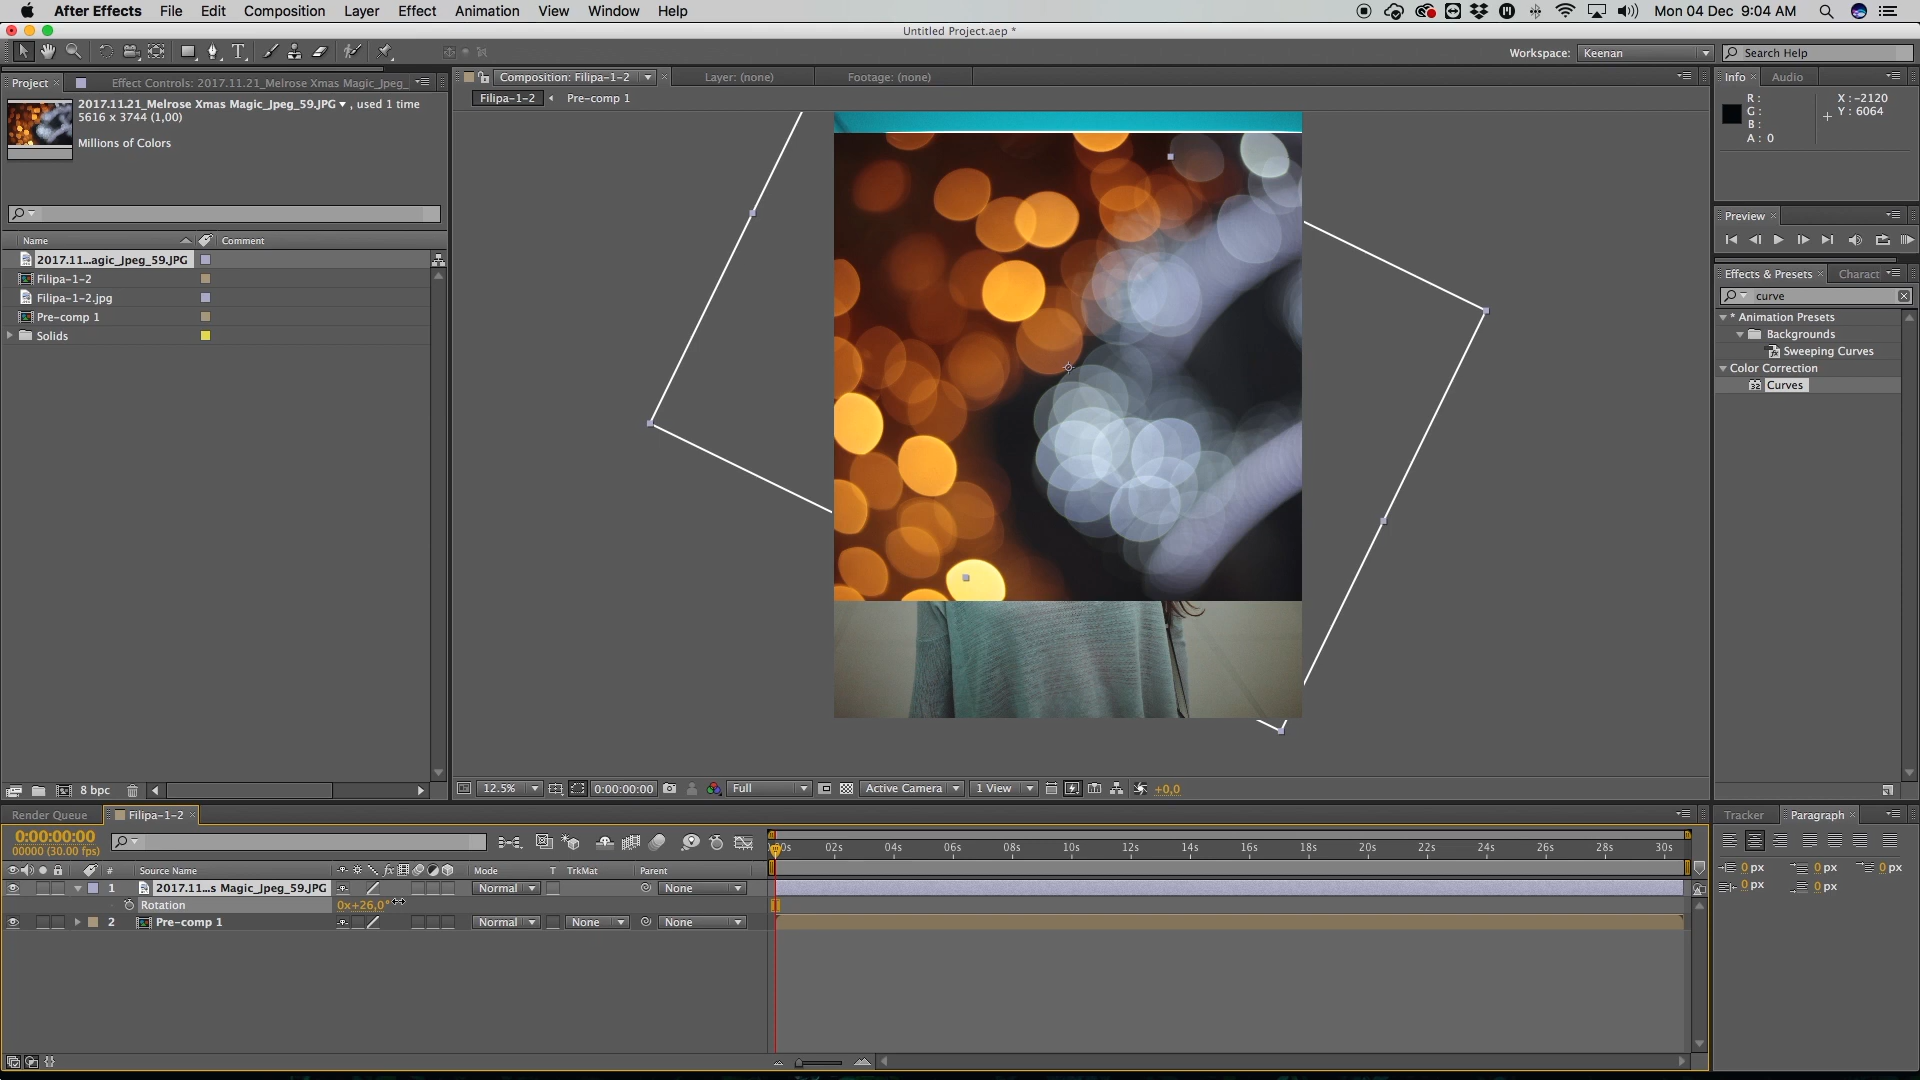 After Effects File Edit Composition Layer Effect Animation View Window Help Mon 04 Dec 9:04 AM
Untitled Project.aep *
Workspace: Keenan Search Help
Project Effect Controls: 2017.11.21_Melrose Xmas Magic_Jpeg_
Composition: Filipa-1-2 Layer: (none) Footage: (none)
Info Audio
Filipa-1-2 Pre-comp 1
2017.11.21_Melrose Xmas Magic_Jpeg_59.JPG , used 1 time
5616 x 3744 (1,00)
Millions of Colors
R :
G :
B :
A : 0
X : -2120
Y : 6064
Name Comment
2017.11...agic_Jpeg_59.JPG
Filipa-1-2
Filipa-1-2.jpg
Pre-comp 1
Solids
Preview
Effects & Presets Charact
curve
* Animation Presets
Backgrounds
Sweeping Curves
Color Correction
32 Curves
8 bpc
12.5% 0:00:00:00 Full Active Camera 1 View +0,0
Render Queue Filipa-1-2
0:00:00:00
00000 (30.00 fps)
:00s 02s 04s 06s 08s 10s 12s 14s 16s 18s 20s 22s 24s 26s 28s 30s
# Source Name fx Mode T TrkMat Parent
1 2017.11...s Magic_Jpeg_59.JPG Normal None
Rotation 0x+26,0°
2 Pre-comp 1 Normal None None
Tracker Paragraph
0 px 0 px 0 px
0 px 0 px